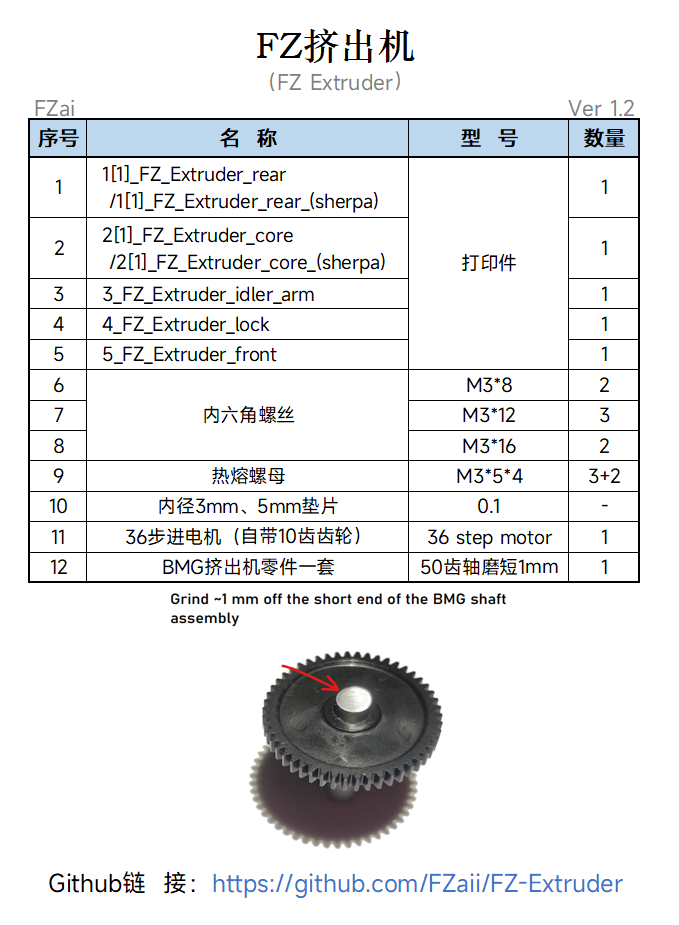 FZ挤出机
（FZ Extruder）
FZai Ver 1.2
序号 名 称 型 号 数量
1 1[1]_FZ_Extruder_rear
/1[1]_FZ_Extruder_rear_(sherpa) 1
2 2[1]_FZ_Extruder_core
/2[1]_FZ_Extruder_core_(sherpa) 打印件 1
3 3_FZ_Extruder_idler_arm 1
4 4_FZ_Extruder_lock 1
5 5_FZ_Extruder_front 1
6 M3*8 2
7 内六角螺丝 M3*12 3
8 M3*16 2
9 热熔螺母 M3*5*4 3+2
10 内径3mm、5mm垫片 0.1 -
11 36步进电机（自带10齿齿轮） 36 step motor 1
12 BMG挤出机零件一套 50齿轴磨短1mm 1
Grind ~1 mm off the short end of the BMG shaft
assembly
Github链 接：https://github.com/FZaii/FZ-Extruder